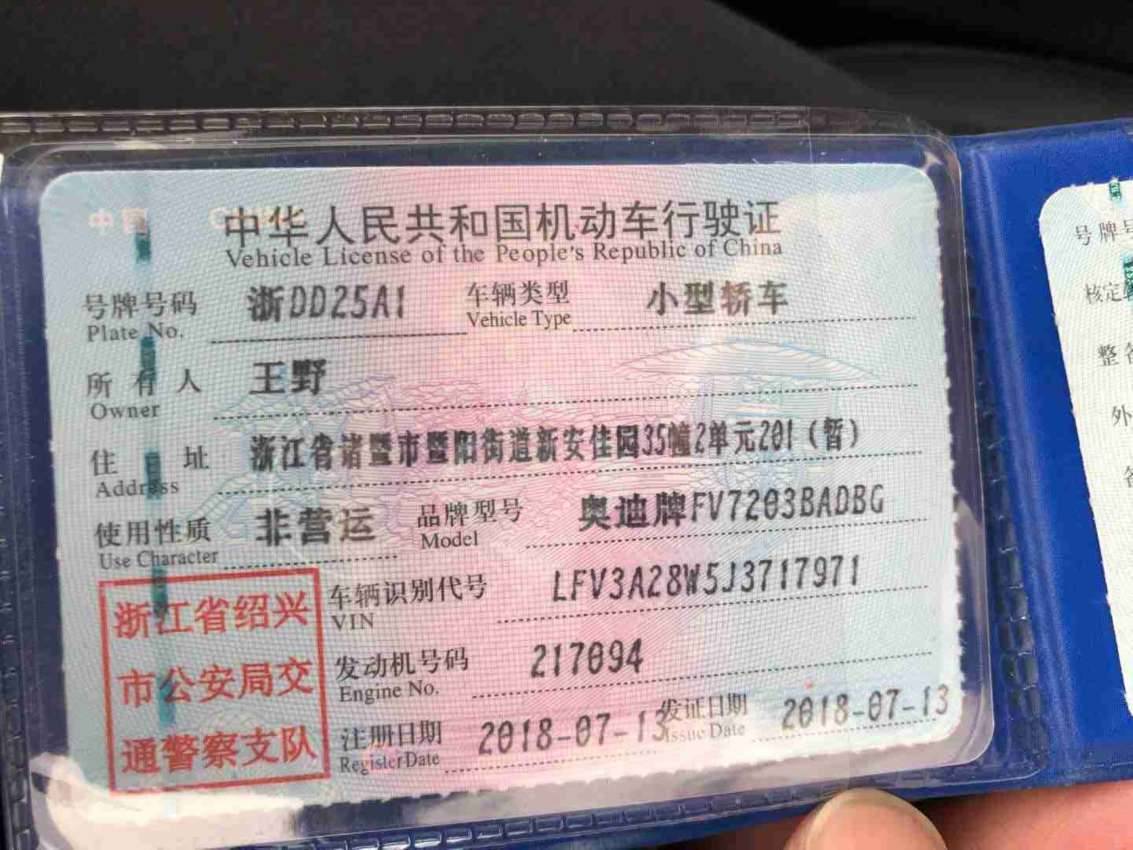 中国
中华人民共和国机动车行驶证
Vehicle License of the People's Republic of China
号牌号码 浙DD25A1 车辆类型 小型轿车
Plate No. Vehicle Type
所有人 王野
Owner
住址 浙江省诸暨市暨阳街道新安佳园35幢2单元201(暂)
Address
使用性质 非营运 品牌型号 奥迪牌FV7203BADBG
Use Character Model
浙江省绍兴
市公安局交
通警察支队
车辆识别代号 LFV3A28W5J3717971
VIN
发动机号码 217094
Engine No.
注册日期 2018-07-13 发证日期 2018-07-13
Register Date Issue Date
号牌号
核定
整备
外